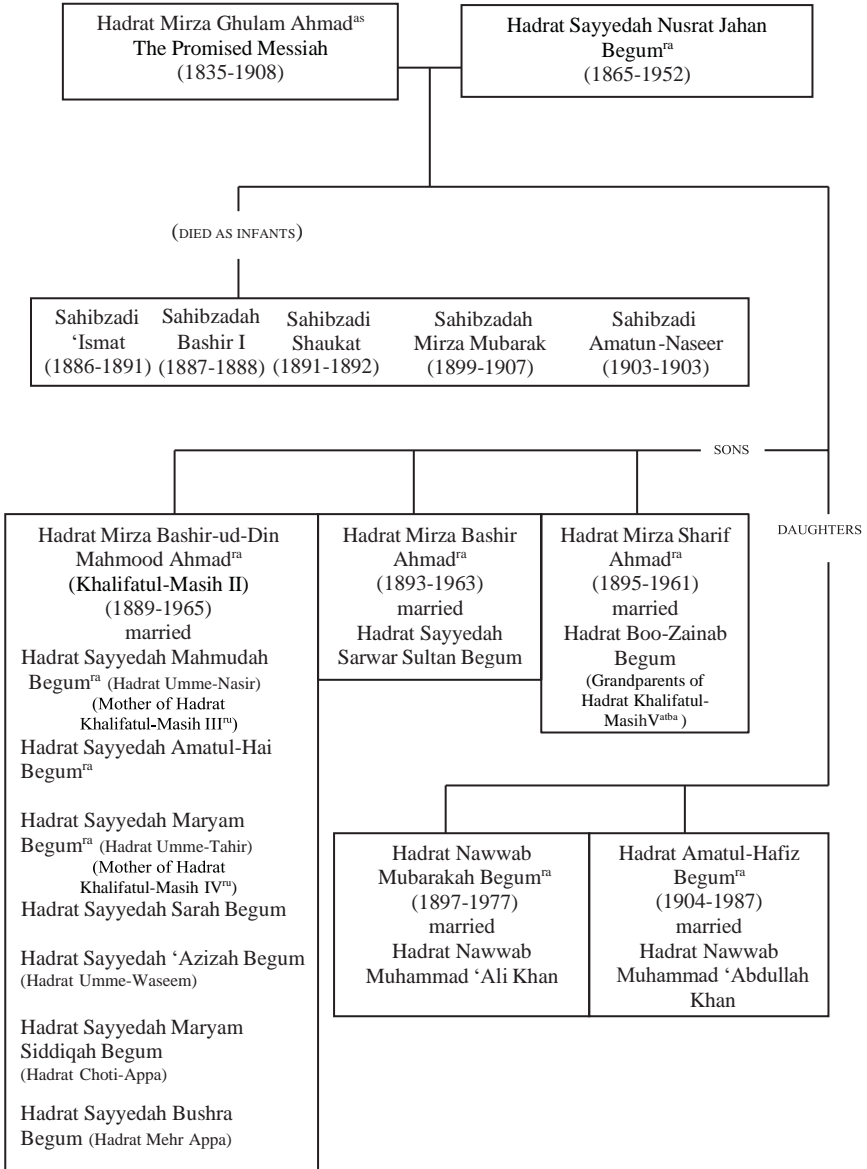 Hadrat Mirza Ghulam Ahmadas
The Promised Messiah
(1835-1908)
Hadrat Sayyedah Nusrat Jahan
Begumra
(1865-1952)
(DIED AS INFANTS)
Sahibzadi
‘Ismat
(1886-1891)
Sahibzadah
Bashir I
(1887-1888)
Sahibzadi
Shaukat
(1891-1892)
Sahibzadah
Mirza Mubarak
(1899-1907)
Sahibzadi
Amatun-Naseer
(1903-1903)
SONS
Hadrat Mirza Bashir-ud-Din
Mahmood Ahmadra
(Khalifatul-Masih II)
(1889-1965)
married
Hadrat Sayyedah Mahmudah
Begumra (Hadrat Umme-Nasir)
(Mother of Hadrat
Khalifatul-Masih IIIru)
Hadrat Sayyedah Amatul-Hai
Begumra
Hadrat Sayyedah Maryam
Begumra (Hadrat Umme-Tahir)
(Mother of Hadrat
Khalifatul-Masih IVru)
Hadrat Sayyedah Sarah Begum
Hadrat Sayyedah ‘Azizah Begum
(Hadrat Umme-Waseem)
Hadrat Sayyedah Maryam
Siddiqah Begum
(Hadrat Choti-Appa)
Hadrat Sayyedah Bushra
Begum (Hadrat Mehr Appa)
Hadrat Mirza Bashir
Ahmadra
(1893-1963)
married
Hadrat Sayyedah
Sarwar Sultan Begum
Hadrat Mirza Sharif
Ahmadra
(1895-1961)
married
Hadrat Boo-Zainab
Begum
(Grandparents of
Hadrat Khalifatul-
MasihVatba )
DAUGHTERS
Hadrat Nawwab
Mubarakah Begumra
(1897-1977)
married
Hadrat Nawwab
Muhammad ‘Ali Khan
Hadrat Amatul-Hafiz
Begumra
(1904-1987)
married
Hadrat Nawwab
Muhammad ‘Abdullah
Khan